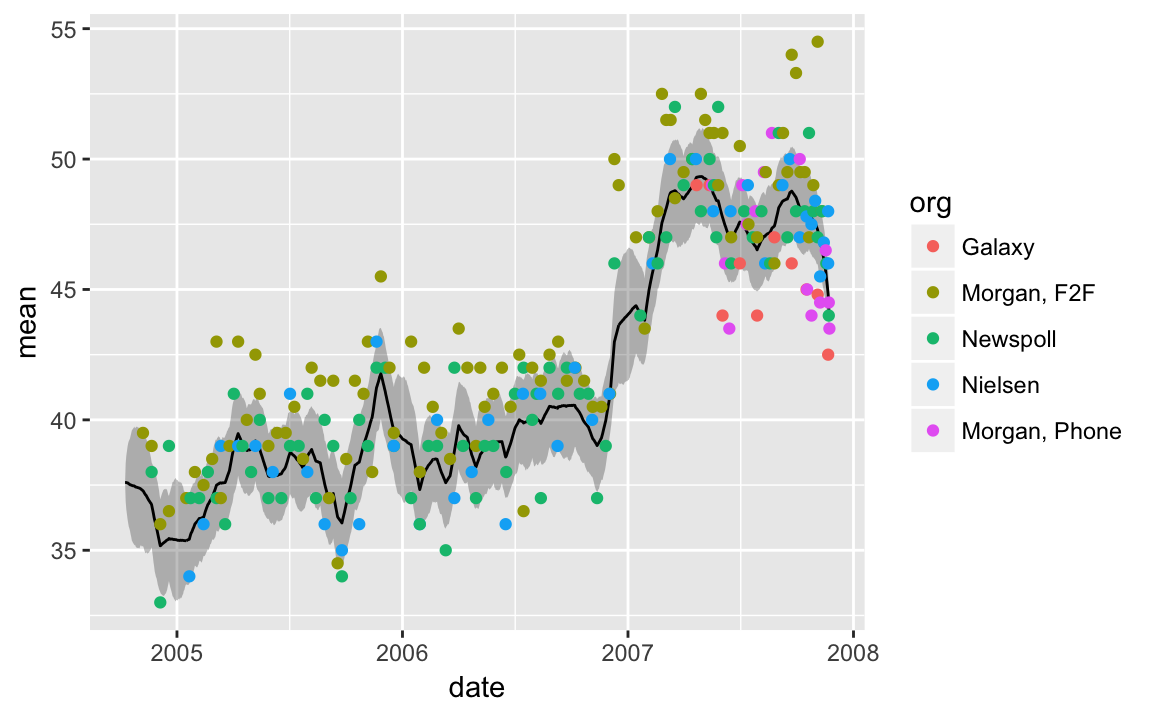 55
50
45
40
35
mean
2005
2006
2007
2008
date
org
Galaxy
Morgan, F2F
Newspoll
Nielsen
Morgan, Phone